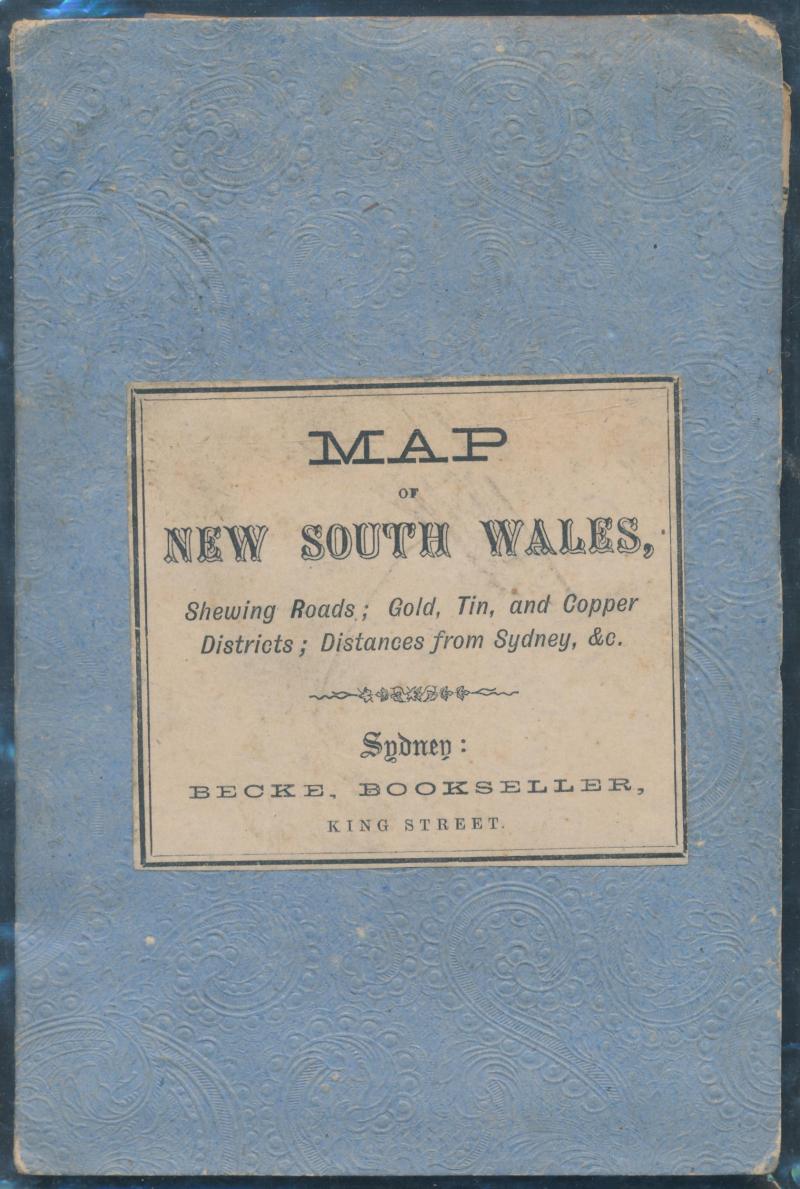 MAP
OF
NEW SOUTH WALES,
Shewing Roads; Gold, Tin, and Copper
Districts; Distances from Sydney, &c.
Sydney:
BECKE, BOOKSELLER,
KING STREET.